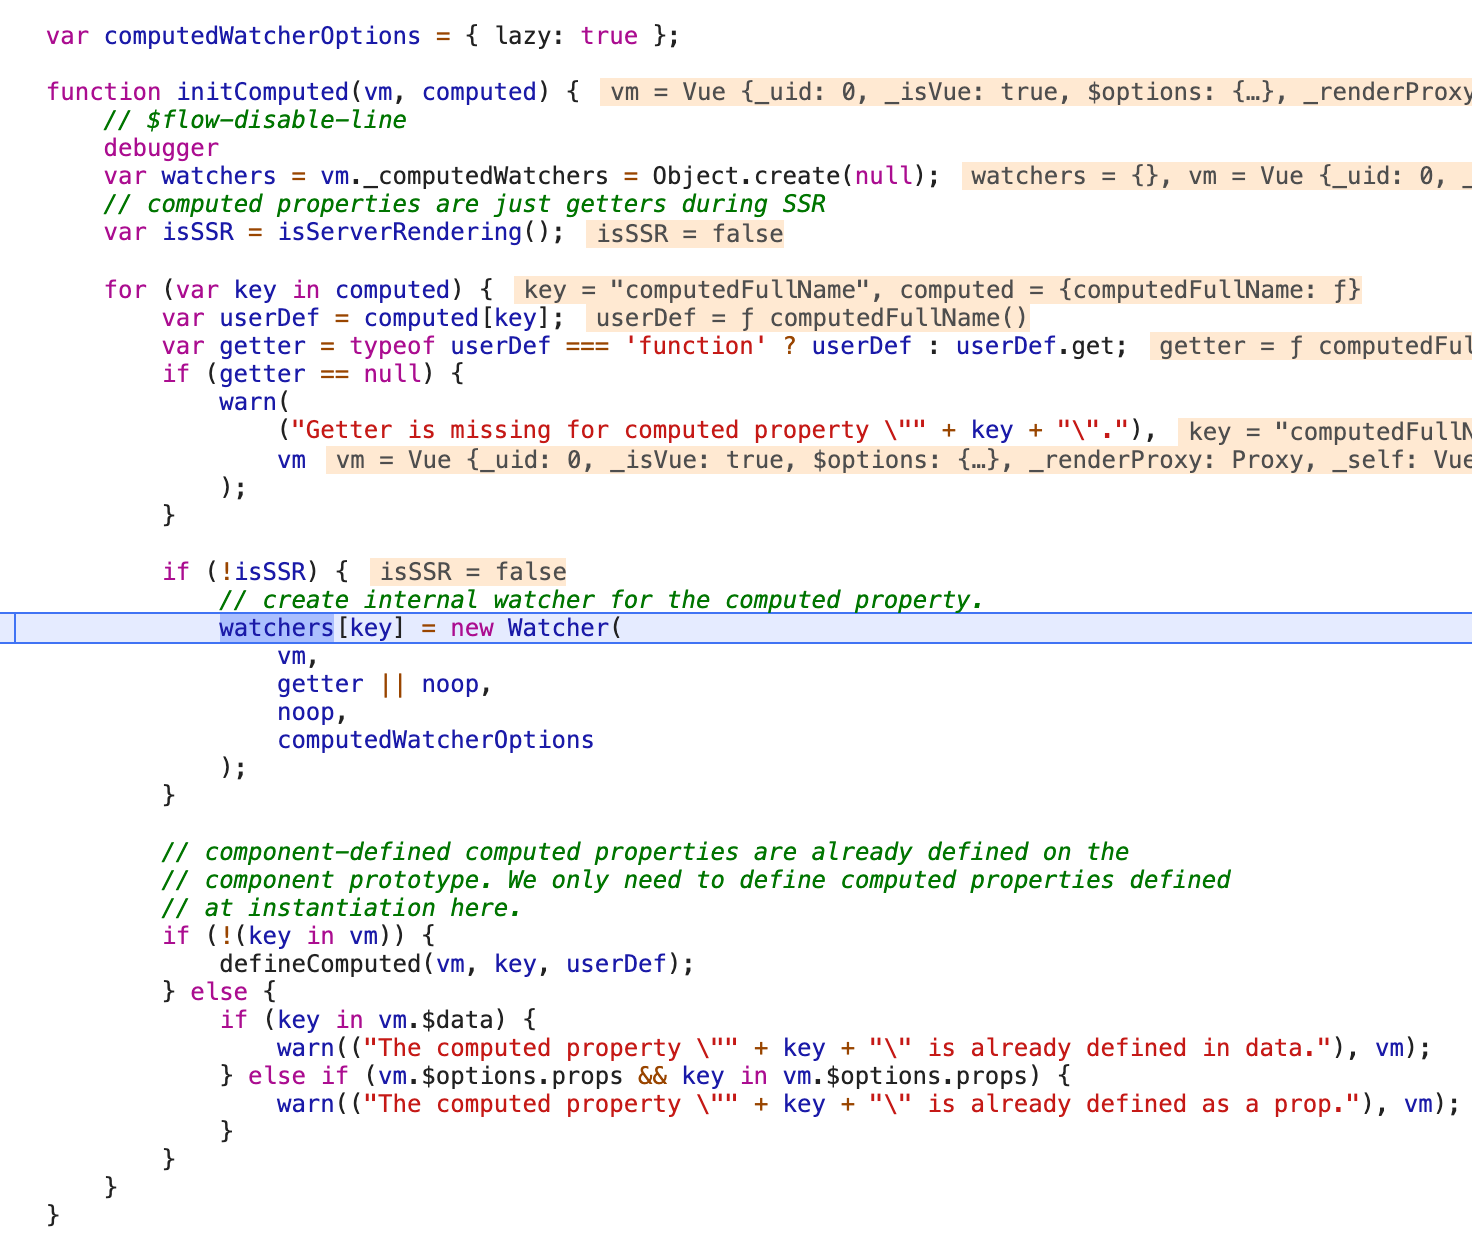 var computedWatcherOptions = { lazy: true };
function initComputed(vm, computed) { vm = Vue {_uid: 0, _isVue: true, $options: {…}, _renderProxy
// $flow-disable-line
debugger
var watchers = vm._computedWatchers = Object.create(null); watchers = {}, vm = Vue {_uid: 0, _
// computed properties are just getters during SSR
var isSSR = isServerRendering(); isSSR = false
for (var key in computed) { key = "computedFullName", computed = {computedFullName: ƒ}
var userDef = computed[key]; userDef = ƒ computedFullName()
var getter = typeof userDef === 'function' ? userDef : userDef.get; getter = ƒ computedFul
if (getter == null) {
warn(
("Getter is missing for computed property \"" + key + "\"."), key = "computedFullN
vm vm = Vue {_uid: 0, _isVue: true, $options: {…}, _renderProxy: Proxy, _self: Vue
);
}
if (!isSSR) { isSSR = false
// create internal watcher for the computed property.
watchers[key] = new Watcher(
vm,
getter || noop,
noop,
computedWatcherOptions
);
}
// component-defined computed properties are already defined on the
// component prototype. We only need to define computed properties defined
// at instantiation here.
if (!(key in vm)) {
defineComputed(vm, key, userDef);
} else {
if (key in vm.$data) {
warn(("The computed property \"" + key + "\" is already defined in data."), vm);
} else if (vm.$options.props && key in vm.$options.props) {
warn(("The computed property \"" + key + "\" is already defined as a prop."), vm);
}
}
}
}